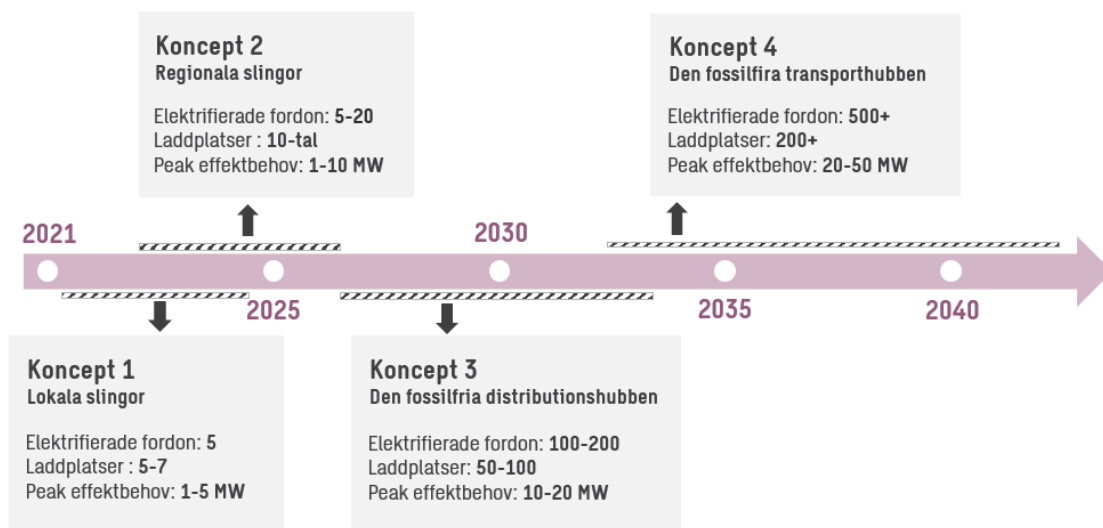 Koncept 2
Regionala slingor
Elektrifierade fordon: 5-20
Laddplatser : 10-tal
Peak effektbehov: 1-10 MW
Koncept 4
Den fossilfira transporthubben
Elektrifierade fordon: 500+
Laddplatser: 200+
Peak effektbehov: 20-50 MW
2021
2030
2025
2035
2040
Koncept 1
Lokala slingor
Elektrifierade fordon: 5
Laddplatser : 5-7
Peak effektbehov: 1-5 MW
Koncept 3
Den fossilfria distributionshubben
Elektrifierade fordon: 100-200
Laddplatser: 50-100
Peak effektbehov: 10-20 MW